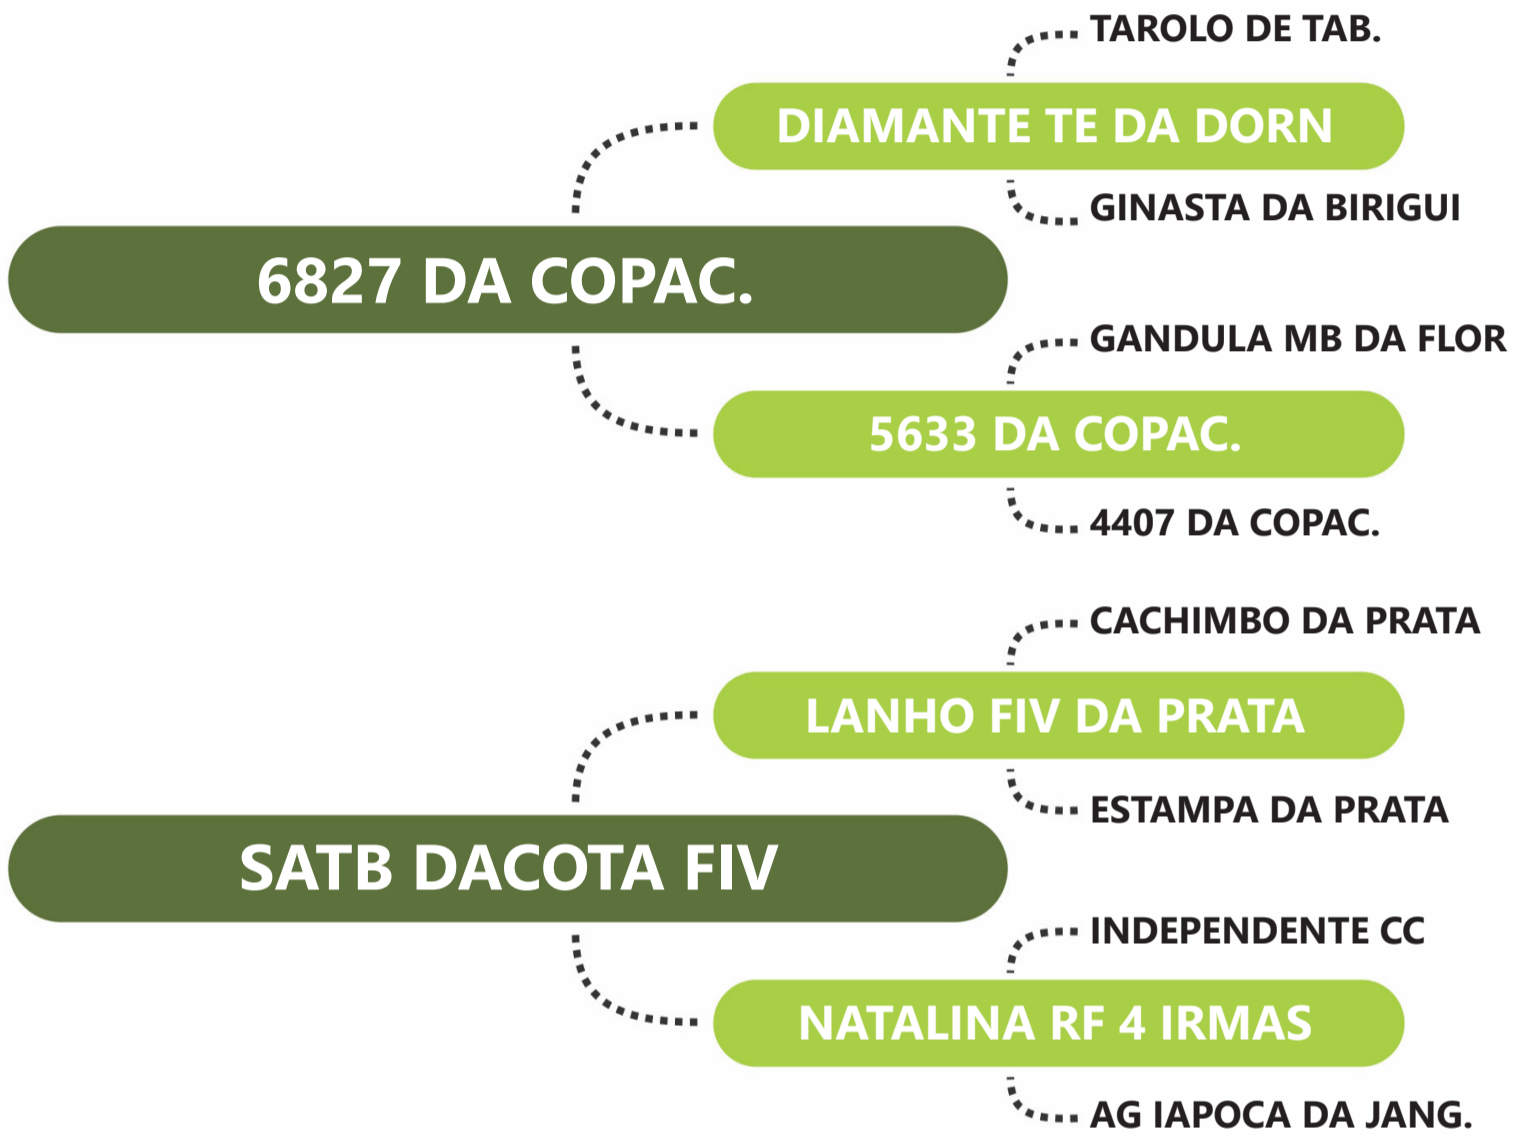 TAROLO DE TAB.
DIAMANTE TE DA DORN
GINASTA DA BIRIGUI
6827 DA COPAC.
GANDULA MB DA FLOR
5633 DA COPAC.
4407 DA COPAC.
CACHIMBO DA PRATA
LANHO FIV DA PRATA
ESTAMPA DA PRATA
SATB DACOTA FIV
INDEPENDENTE CC
NATALINA RF 4 IRMAS
AG IAPOCA DA JANG.